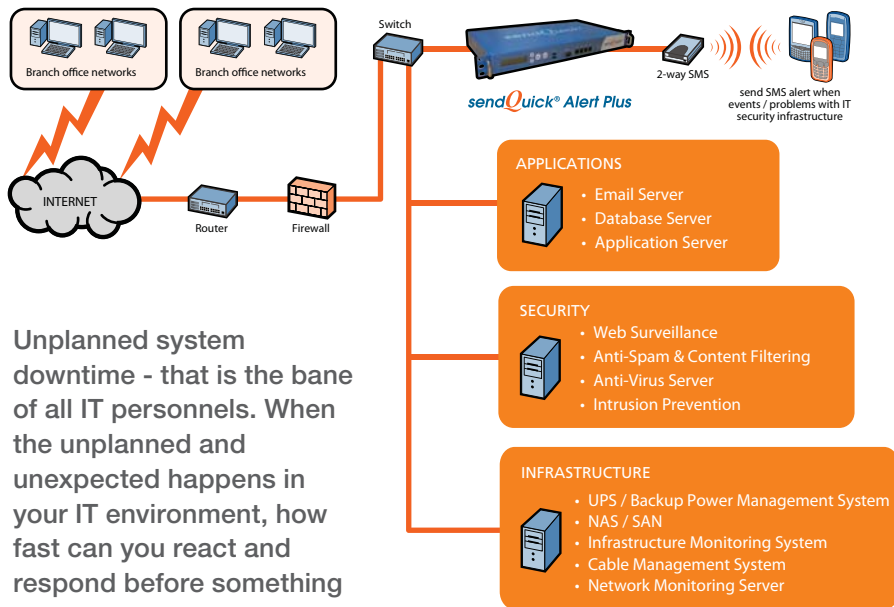 Branch office networks
Branch office networks
Switch
sendQuick® Alert Plus
2-way SMS
send SMS alert when
events / problems with IT
security infrastructure
INTERNET
Router
Firewall
APPLICATIONS
• Email Server
• Database Server
• Application Server
SECURITY
• Web Surveillance
• Anti-Spam & Content Filtering
• Anti-Virus Server
• Intrusion Prevention
INFRASTRUCTURE
• UPS / Backup Power Management System
• NAS / SAN
• Infrastructure Monitoring System
• Cable Management System
• Network Monitoring Server
Unplanned system
downtime - that is the bane
of all IT personnels. When
the unplanned and
unexpected happens in
your IT environment, how
fast can you react and
respond before something